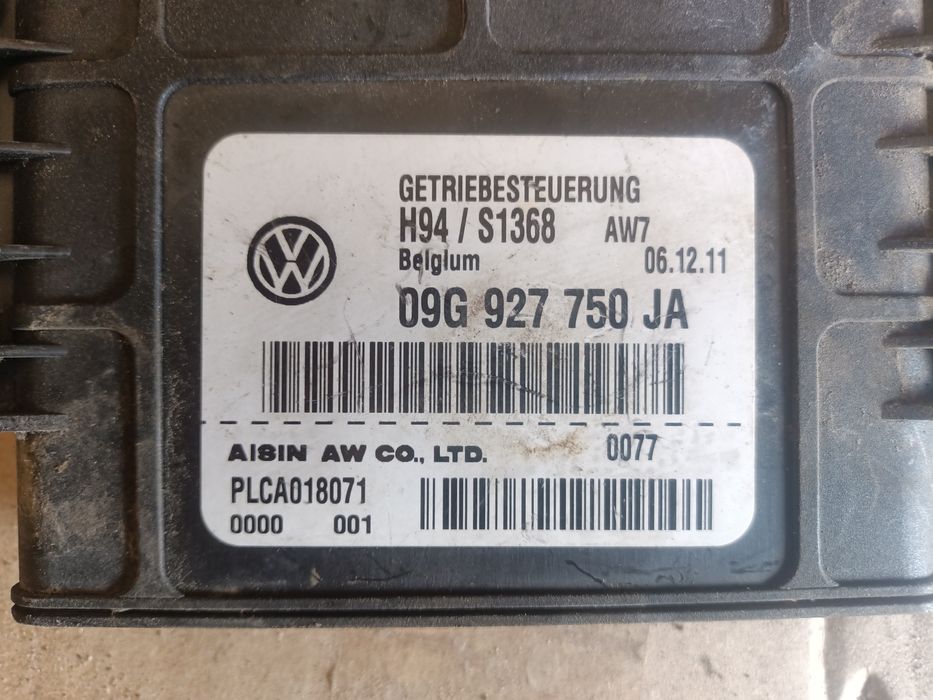 GETRIEBESTEUERUNG
H94 / S1368 AW7
Belgium 06.12.11
09G 927 750 JA
AISIN AW CO., LTD. 0077
PLCA018071
0000 001